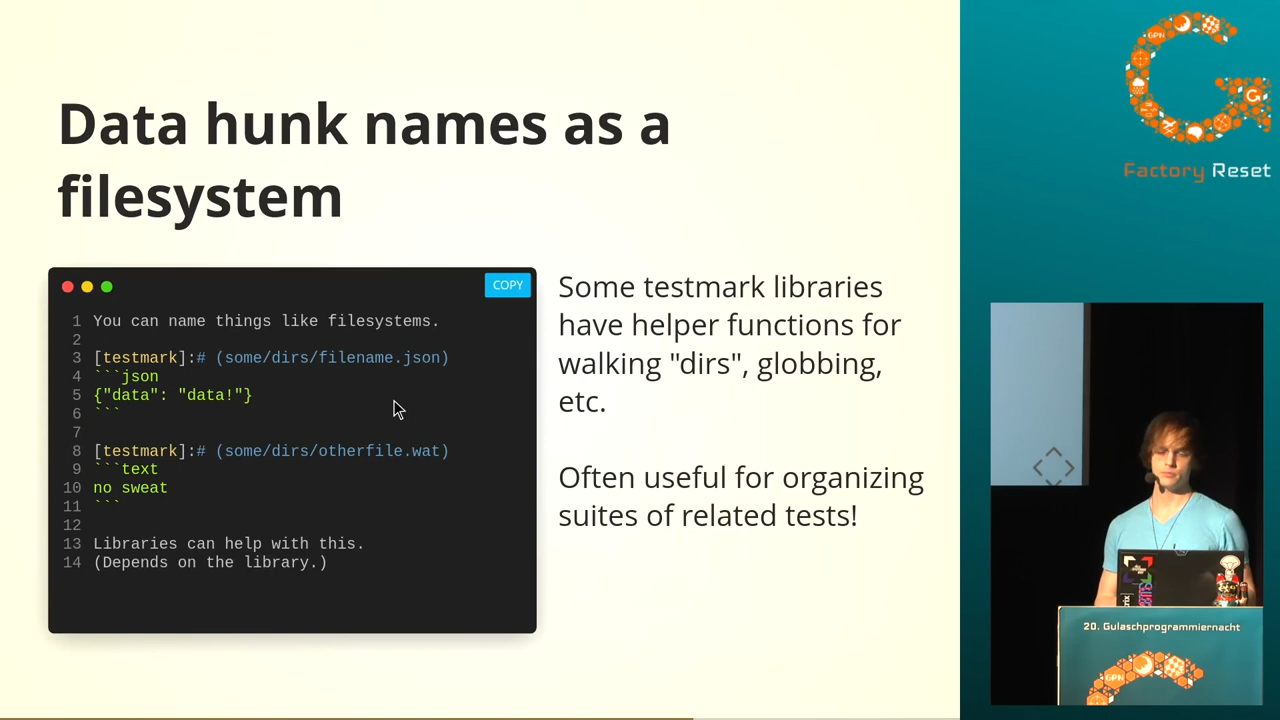 Data hunk names as a
filesystem
COPY
1 You can name things like filesystems.
2
3 [testmark]:# (some/dirs/filename.json)
4 ```json
5 {"data": "data!"}
6 ```
7
8 [testmark]:# (some/dirs/otherfile.wat)
9 ```text
10 no sweat
11 ```
12
13 Libraries can help with this.
14 (Depends on the library.)
Some testmark libraries
have helper functions for
walking "dirs", globbing,
etc.
Often useful for organizing
suites of related tests!
GPN
Factory Reset
20. Gulaschprogrammiernacht
GPN